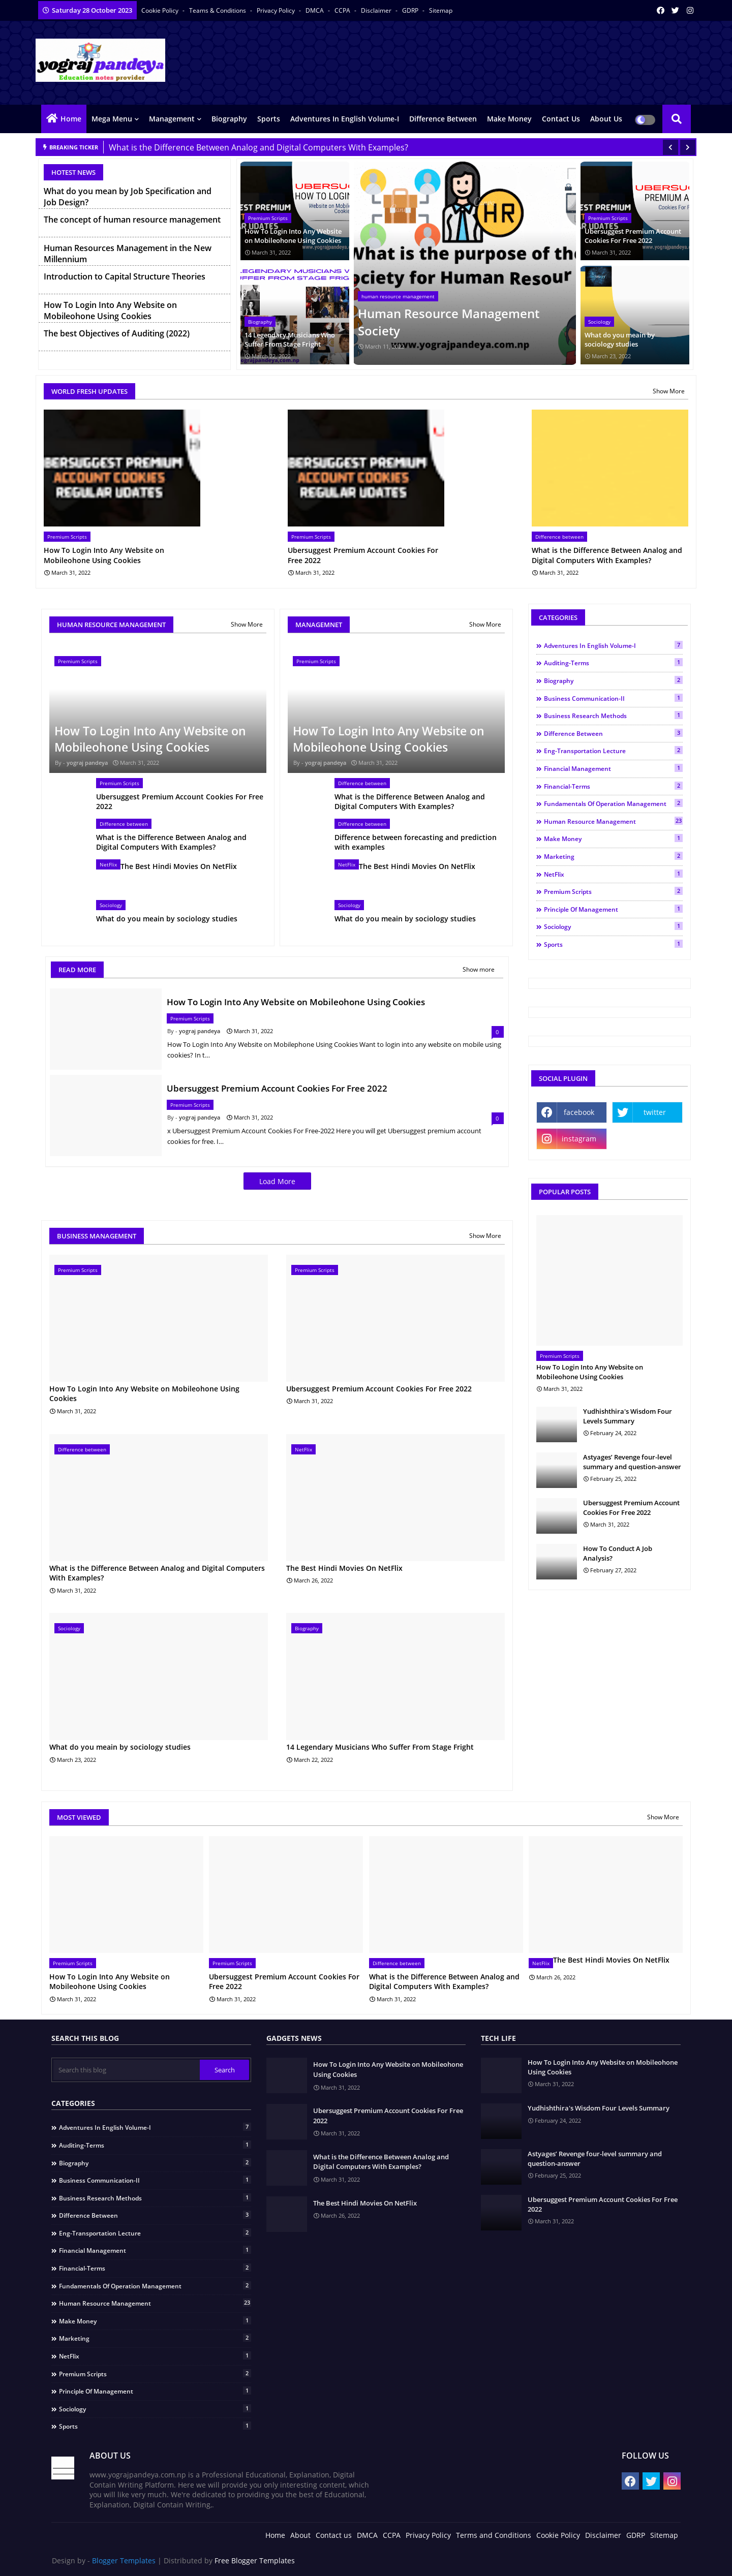 Saturday 28 October 2023
Cookie Policy - Teams & Conditions - Privacy Policy - DMCA - CCPA - Disclaimer - GDRP - Sitemap
yograj pandeya
Education notes provider
Home Mega Menu Management Biography Sports Adventures In English Volume-I Difference Between Make Money Contact Us About Us
BREAKING TICKER What is the Difference Between Analog and Digital Computers With Examples?
HOTEST NEWS
What do you mean by Job Specification and
Job Design?
The concept of human resource management
Human Resources Management in the New
Millennium
Introduction to Capital Structure Theories
How To Login Into Any Website on
Mobileohone Using Cookies
The best Objectives of Auditing (2022)
Premium Scripts
How To Login Into Any Website
on Mobileohone Using Cookies
March 31, 2022
Biography
14 Legendary Musicians Who
Suffer From Stage Fright
March 22, 2022
HR
what is the purpose of the
society for Human Resour
human resource management
Human Resource Management
Society
March 11, 2022
www.yograjpandeya.com.np
Premium Scripts
Ubersuggest Premium Account
Cookies For Free 2022
March 31, 2022
Sociology
What do you meain by
sociology studies
March 23, 2022
WORLD FRESH UPDATES
Show More
UBERSUGGEST PREMIUM
ACCOUNT COOKIES
REGULAR UPDATES
Premium Scripts
How To Login Into Any Website on
Mobileohone Using Cookies
March 31, 2022
UBERSUGGEST PREMIUM
ACCOUNT COOKIES
REGULAR UPDATES
Premium Scripts
Ubersuggest Premium Account Cookies For
Free 2022
March 31, 2022
Difference between
What is the Difference Between Analog and
Digital Computers With Examples?
March 31, 2022
HUMAN RESOURCE MANAGEMENT
Show More
Premium Scripts
How To Login Into Any Website on
Mobileohone Using Cookies
By - yograj pandeya March 31, 2022
Premium Scripts
Ubersuggest Premium Account Cookies For Free
2022
Difference between
What is the Difference Between Analog and
Digital Computers With Examples?
NetFlix The Best Hindi Movies On NetFlix
Sociology
What do you meain by sociology studies
MANAGEMNET
Show More
Premium Scripts
How To Login Into Any Website on
Mobileohone Using Cookies
By - yograj pandeya March 31, 2022
Difference between
What is the Difference Between Analog and
Digital Computers With Examples?
Difference between
Difference between forecasting and prediction
with examples
NetFlix The Best Hindi Movies On NetFlix
Sociology
What do you meain by sociology studies
READ MORE
Show more
How To Login Into Any Website on Mobileohone Using Cookies
Premium Scripts
By - yograj pandeya March 31, 2022
0
How To Login Into Any Website on Mobilephone Using Cookies Want to login into any website on mobile using
cookies? In t…
Ubersuggest Premium Account Cookies For Free 2022
Premium Scripts
By - yograj pandeya March 31, 2022
0
x Ubersuggest Premium Account Cookies For Free-2022 Here you will get Ubersuggest premium account
cookies for free. I…
Load More
BUSINESS MANAGEMENT
Show More
Premium Scripts
How To Login Into Any Website on Mobileohone Using
Cookies
March 31, 2022
Premium Scripts
Ubersuggest Premium Account Cookies For Free 2022
March 31, 2022
Difference between
What is the Difference Between Analog and Digital Computers
With Examples?
March 31, 2022
NetFlix
The Best Hindi Movies On NetFlix
March 26, 2022
Sociology
What do you meain by sociology studies
March 23, 2022
Biography
14 Legendary Musicians Who Suffer From Stage Fright
March 22, 2022
CATEGORIES
Adventures In English Volume-I 7
Auditing-Terms 1
Biography 2
Business Communication-II 1
Business Research Methods 1
Difference Between 3
Eng-Transportation Lecture 2
Financial Management 1
Financial-Terms 2
Fundamentals Of Operation Management 2
Human Resource Management 23
Make Money 1
Marketing 2
NetFlix 1
Premium Scripts 2
Principle Of Management 1
Sociology 1
Sports 1
SOCIAL PLUGIN
facebook
twitter
instagram
POPULAR POSTS
Premium Scripts
How To Login Into Any Website on
Mobileohone Using Cookies
March 31, 2022
Yudhishthira's Wisdom Four
Levels Summary
February 24, 2022
Astyages' Revenge four-level
summary and question-answer
February 25, 2022
Ubersuggest Premium Account
Cookies For Free 2022
March 31, 2022
How To Conduct A Job
Analysis?
February 27, 2022
MOST VIEWED
Show More
Premium Scripts
How To Login Into Any Website on
Mobileohone Using Cookies
March 31, 2022
Premium Scripts
Ubersuggest Premium Account Cookies For
Free 2022
March 31, 2022
Difference between
What is the Difference Between Analog and
Digital Computers With Examples?
March 31, 2022
NetFlix The Best Hindi Movies On NetFlix
March 26, 2022
SEARCH THIS BLOG
Search this blog
Search
CATEGORIES
Adventures In English Volume-I 7
Auditing-Terms 1
Biography 2
Business Communication-II 1
Business Research Methods 1
Difference Between 3
Eng-Transportation Lecture 2
Financial Management 1
Financial-Terms 2
Fundamentals Of Operation Management 2
Human Resource Management 23
Make Money 1
Marketing 2
NetFlix 1
Premium Scripts 2
Principle Of Management 1
Sociology 1
Sports 1
GADGETS NEWS
How To Login Into Any Website on Mobileohone
Using Cookies
March 31, 2022
Ubersuggest Premium Account Cookies For Free
2022
March 31, 2022
What is the Difference Between Analog and
Digital Computers With Examples?
March 31, 2022
The Best Hindi Movies On NetFlix
March 26, 2022
TECH LIFE
How To Login Into Any Website on Mobileohone
Using Cookies
March 31, 2022
Yudhishthira's Wisdom Four Levels Summary
February 24, 2022
Astyages' Revenge four-level summary and
question-answer
February 25, 2022
Ubersuggest Premium Account Cookies For Free
2022
March 31, 2022
ABOUT US
www.yograjpandeya.com.np is a Professional Educational, Explanation, Digital
Contain Writing Platform. Here we will provide you only interesting content, which
you will like very much. We're dedicated to providing you the best of Educational,
Explanation, Digital Contain Writing,.
FOLLOW US
Home About Contact us DMCA CCPA Privacy Policy Terms and Conditions Cookie Policy Disclaimer GDPR Sitemap
Design by - Blogger Templates | Distributed by Free Blogger Templates